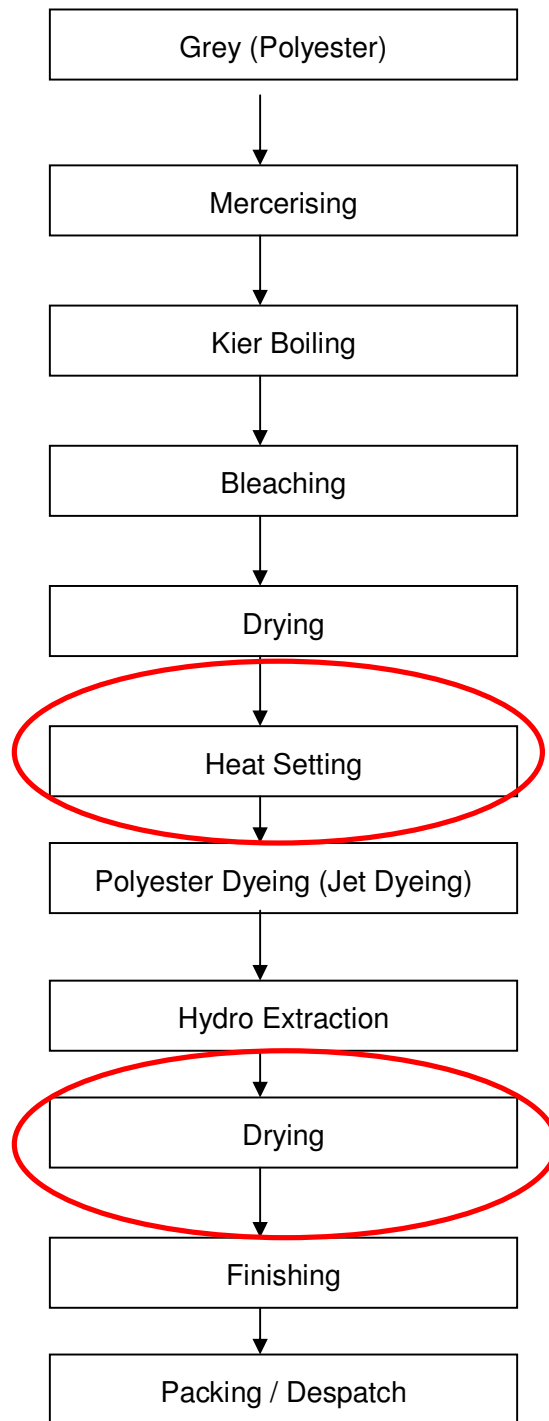 Grey (Polyester)
Mercerising
Kier Boiling
Bleaching
Drying
Heat Setting
Polyester Dyeing (Jet Dyeing)
Hydro Extraction
Drying
Finishing
Packing / Despatch